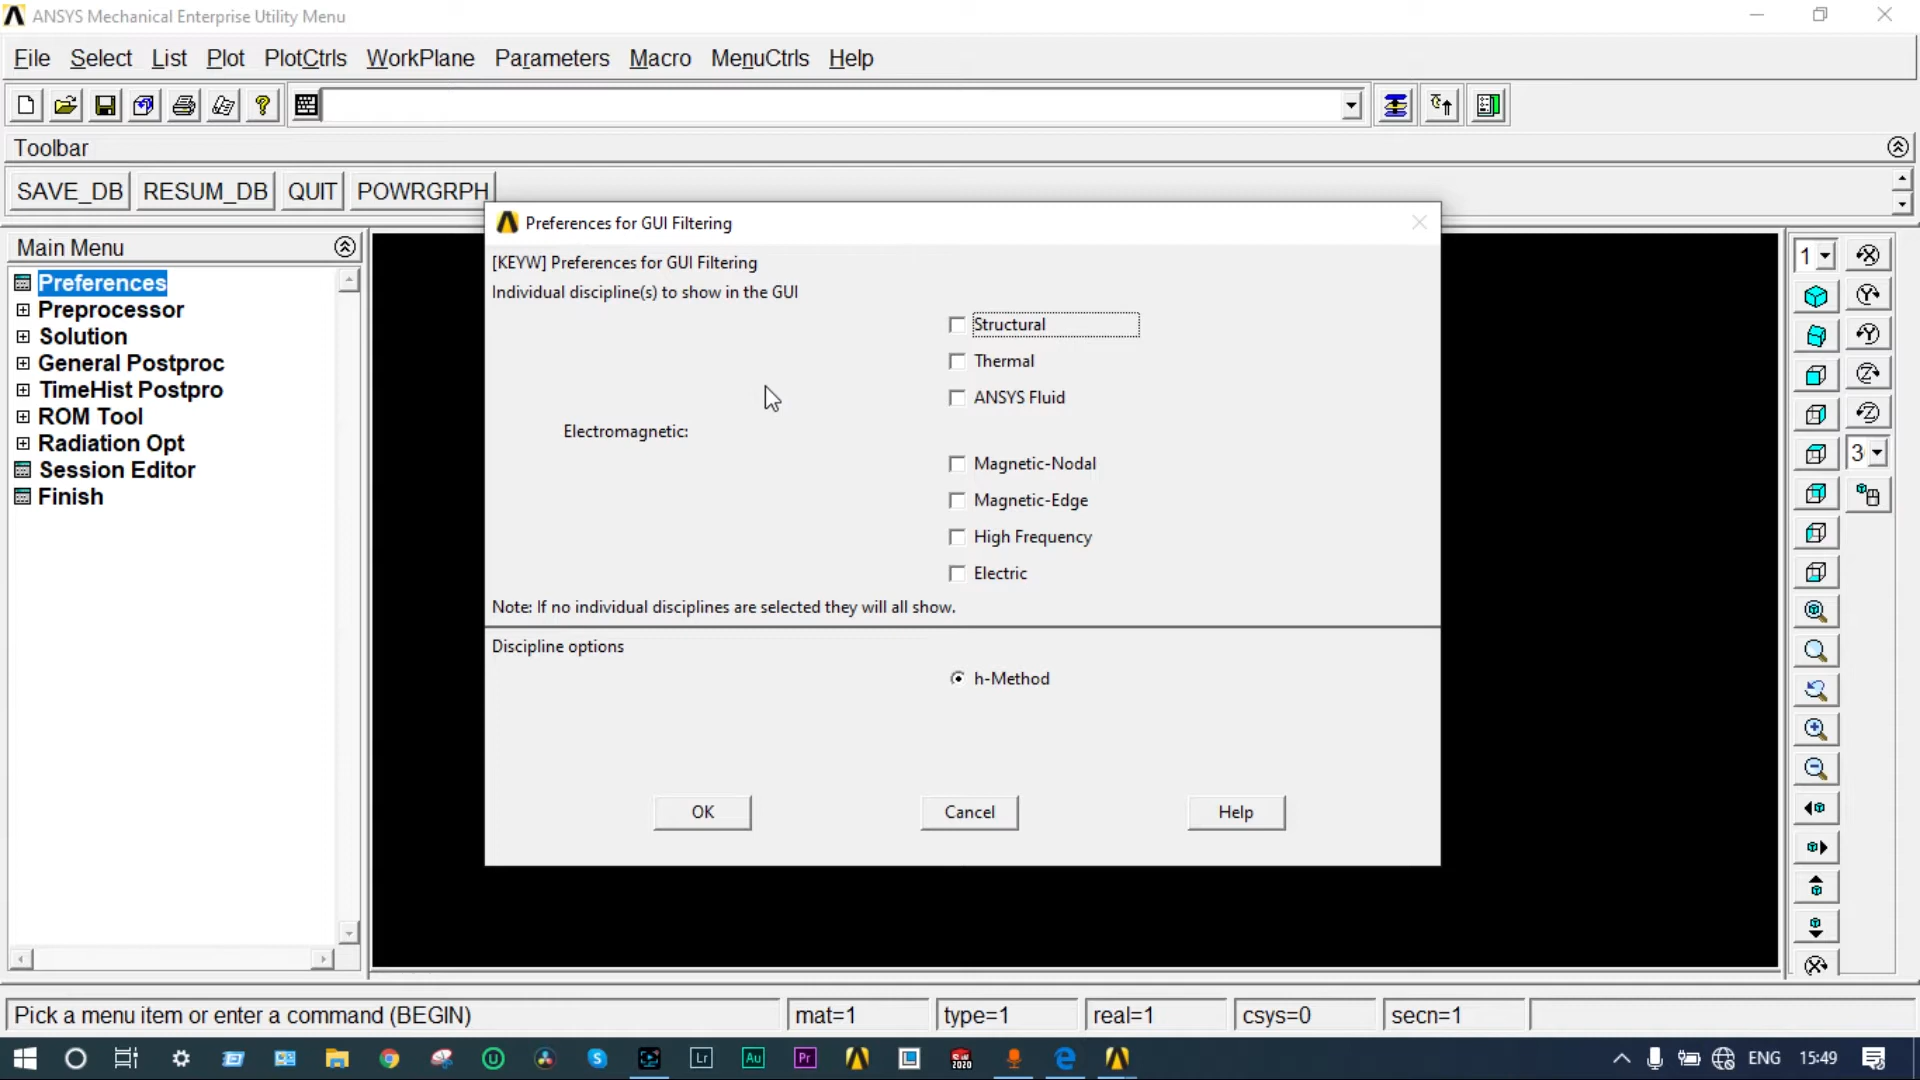 ANSYS Mechanical Enterprise Utility Menu
File Select List Plot PlotCtrls WorkPlane Parameters Macro MenuCtrls Help
Toolbar
SAVE_DB RESUM_DB QUIT POWRGRPH
Main Menu
Preferences
Preprocessor
Solution
General Postproc
TimeHist Postpro
ROM Tool
Radiation Opt
Session Editor
Finish
Preferences for GUI Filtering
[KEYW] Preferences for GUI Filtering
Individual discipline(s) to show in the GUI
Structural
Thermal
ANSYS Fluid
Electromagnetic:
Magnetic-Nodal
Magnetic-Edge
High Frequency
Electric
Note: If no individual disciplines are selected they will all show.
Discipline options
h-Method
OK Cancel Help
1
3
Pick a menu item or enter a command (BEGIN) mat=1 type=1 real=1 csys=0 secn=1
Lr Au Pr 2020 ENG 15:49